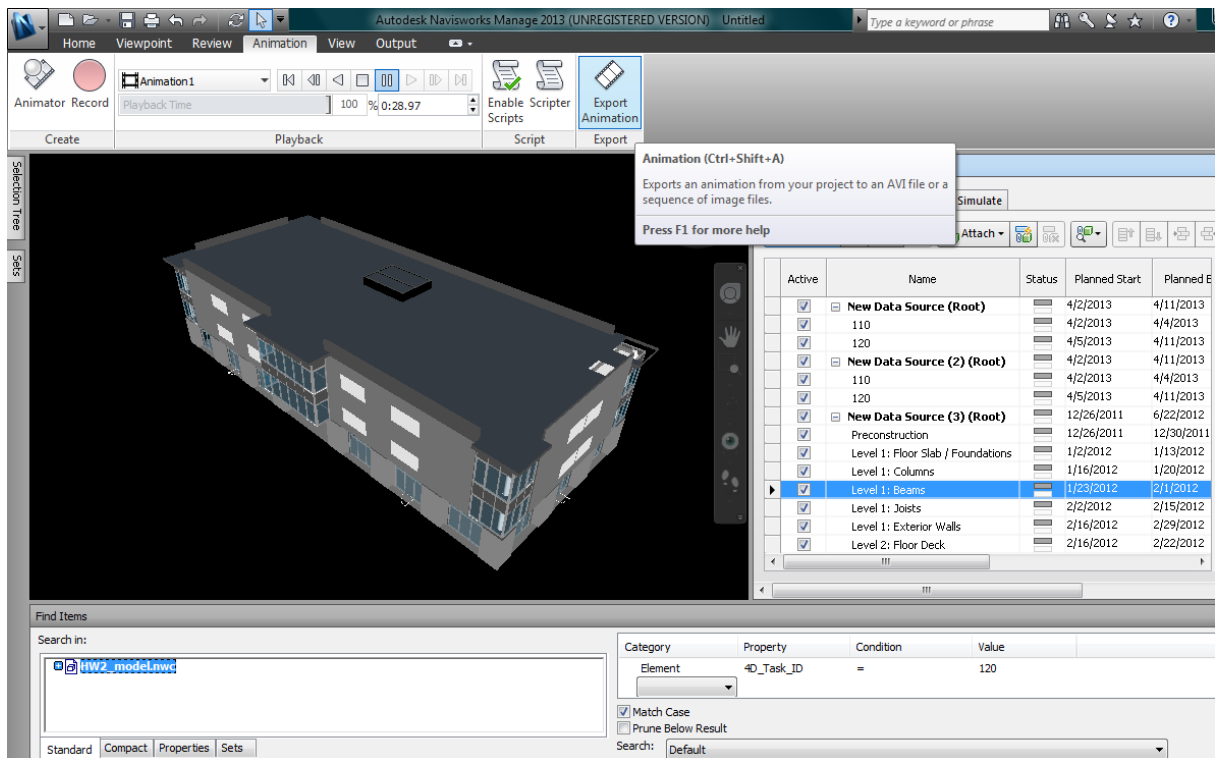 Autodesk Navisworks Manage 2013 (UNREGISTERED VERSION) Untitled
Type a keyword or phrase
Home Viewpoint Review Animation View Output
Animator Record
Animation1
Playback Time 100 % 0:28.97
Enable Scripts
Scripter
Export Animation
Create Playback Script Export
Animation (Ctrl+Shift+A)
Exports an animation from your project to an AVI file or a
sequence of image files.
Press F1 for more help
Selection Tree
Sets
Simulate
Attach
Active Name Status Planned Start Planned E
New Data Source (Root) 4/2/2013 4/11/2013
110 4/2/2013 4/4/2013
120 4/5/2013 4/11/2013
New Data Source (2) (Root) 4/2/2013 4/11/2013
110 4/2/2013 4/4/2013
120 4/5/2013 4/11/2013
New Data Source (3) (Root) 12/26/2011 6/22/2012
Preconstruction 12/26/2011 12/30/2011
Level 1: Floor Slab / Foundations 1/2/2012 1/13/2012
Level 1: Columns 1/16/2012 1/20/2012
Level 1: Beams 1/23/2012 2/1/2012
Level 1: Joists 2/2/2012 2/15/2012
Level 1: Exterior Walls 2/16/2012 2/29/2012
Level 2: Floor Deck 2/16/2012 2/22/2012
Find Items
Search in:
HW2_model.nwc
Standard Compact Properties Sets
Category Property Condition Value
Element 4D_Task_ID = 120
Match Case
Prune Below Result
Search: Default